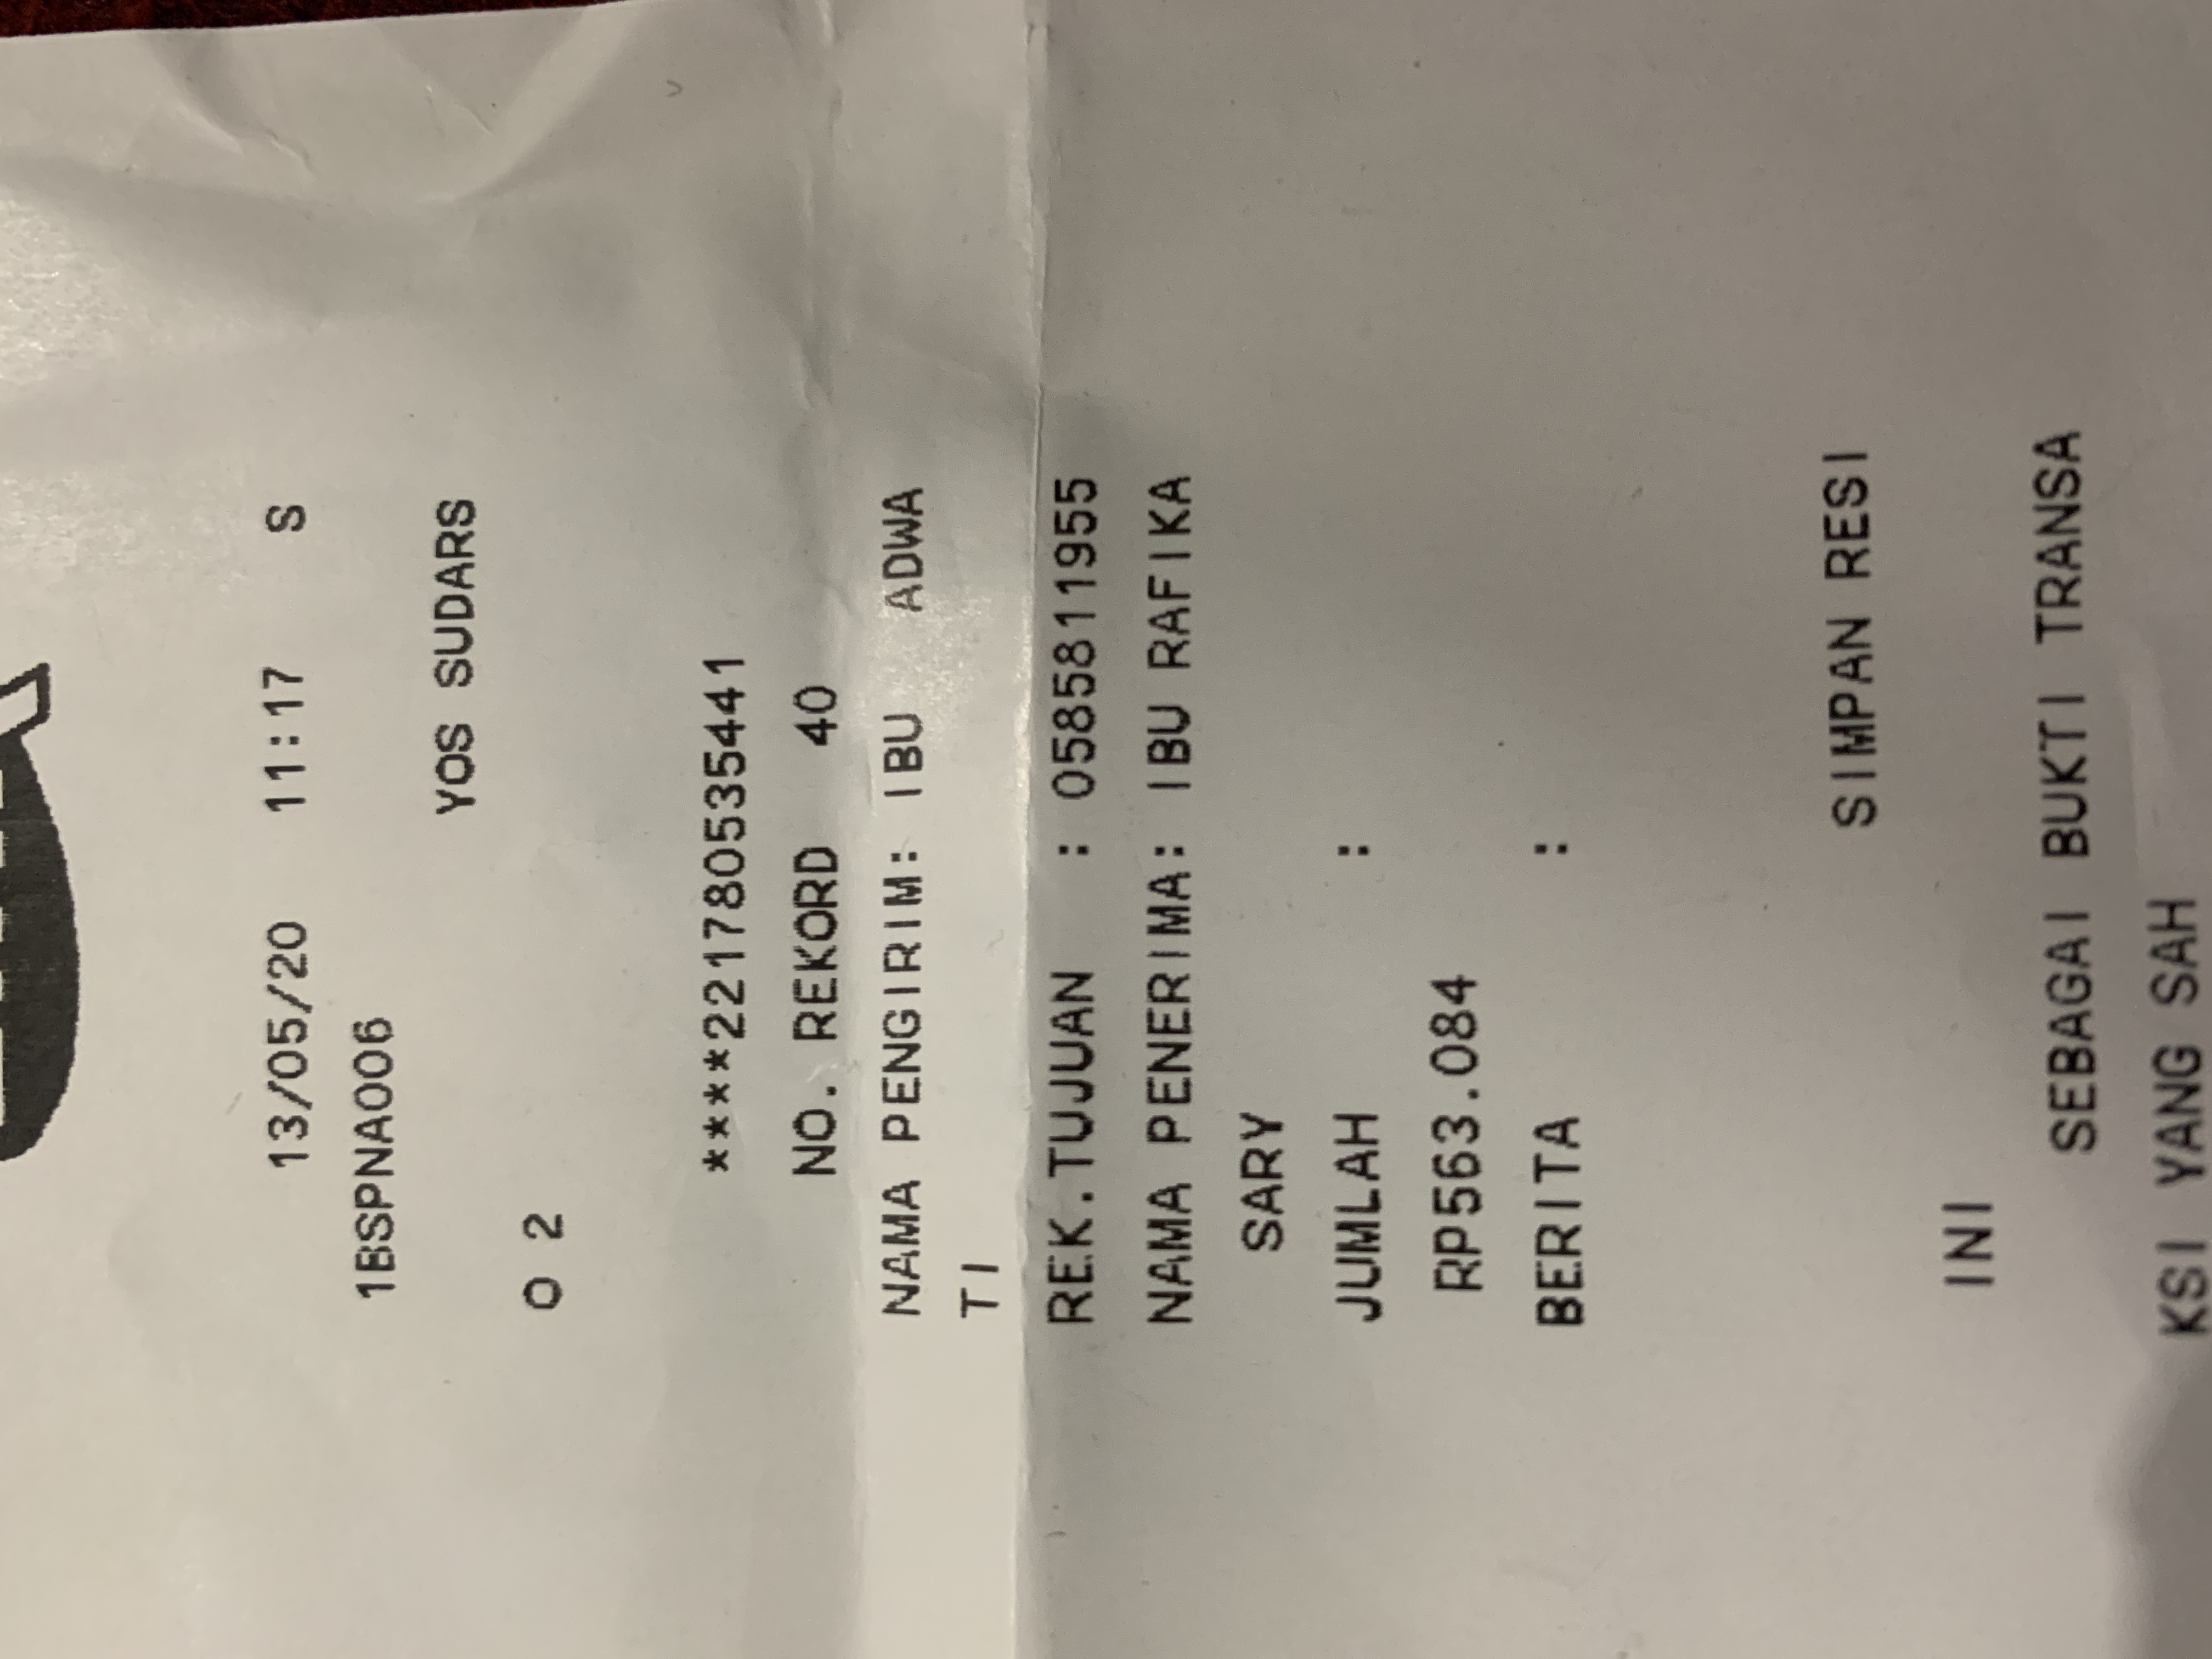 13/05/20 11:17 S
1BSPNA006
YOS SUDARS
O 2
****221780535441
NO. REKORD 40
NAMA PENGIRIM: IBU ADWA
TI
REK.TUJUAN : 0585811955
NAMA PENERIMA: IBU RAFIKA
SARY
JUMLAH :
RP563.084
BERITA :
SIMPAN RESI
INI
SEBAGAI BUKTI TRANSA
KSI YANG SAH